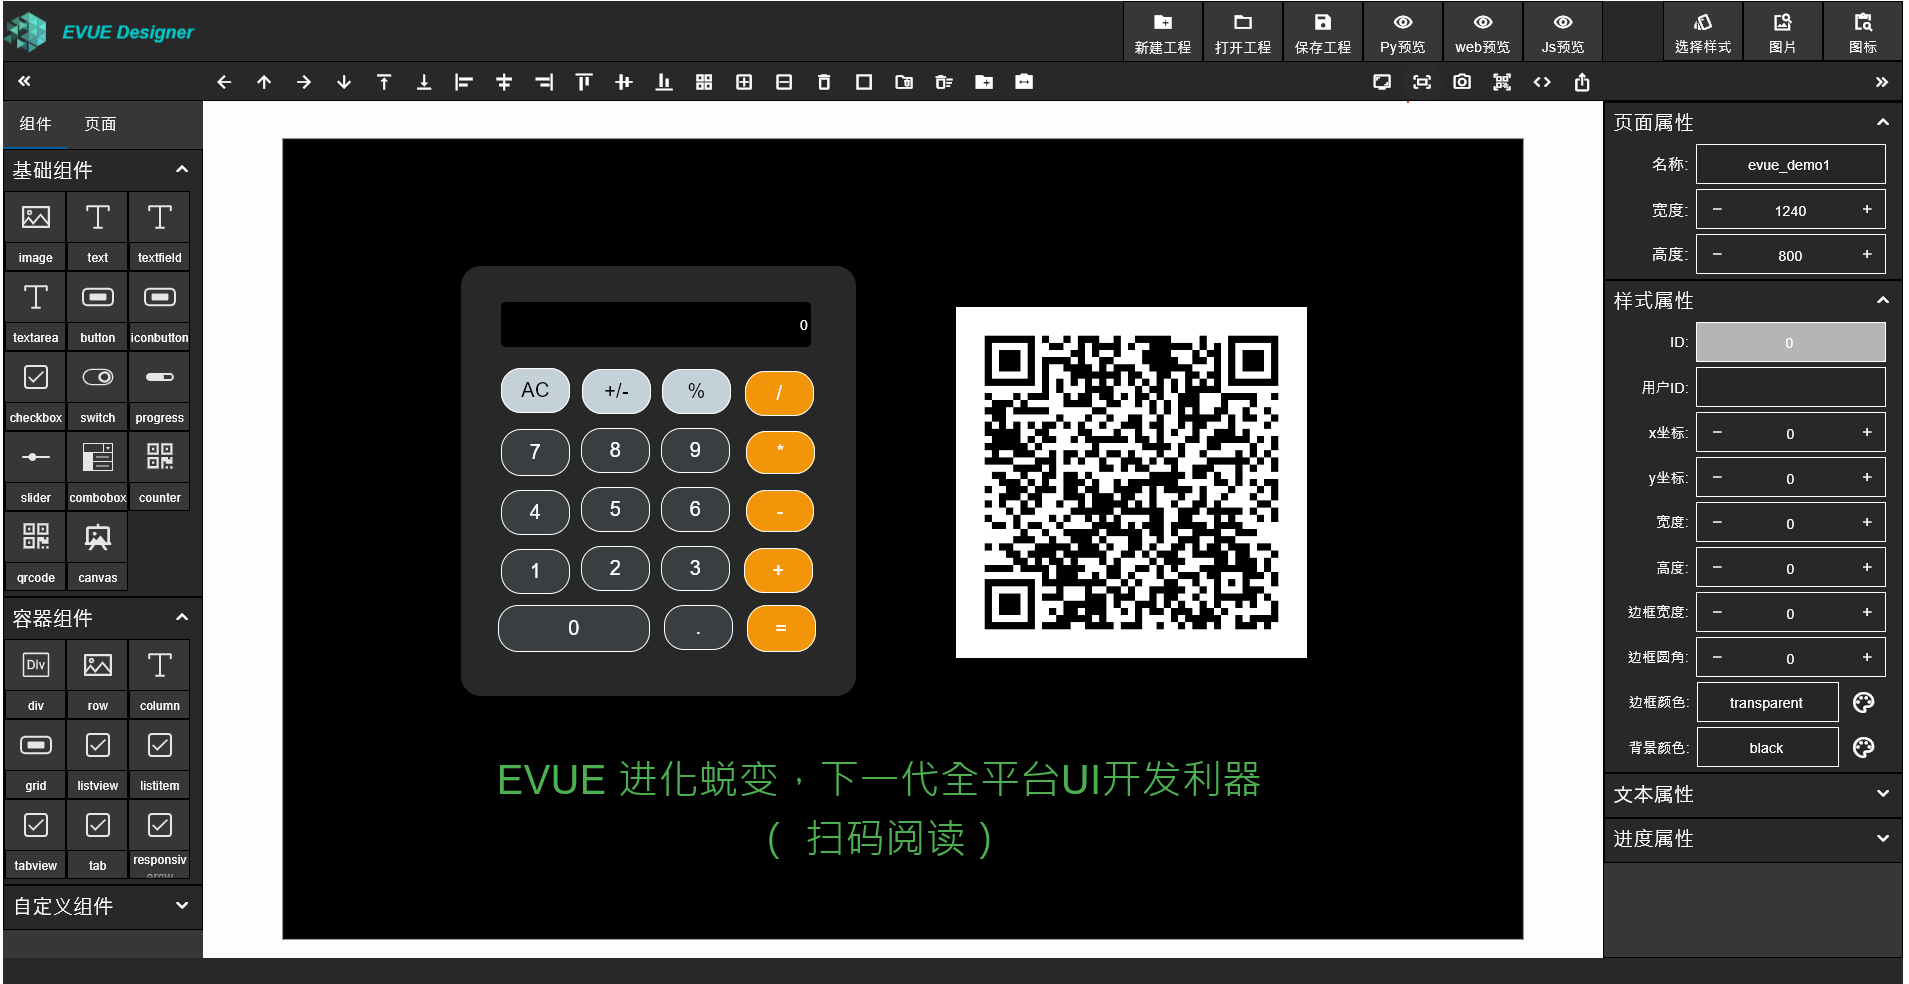 EVUE Designer
新建工程
打开工程
保存工程
Py预览
web预览
Js预览
选择样式
图片
图标
组件 页面
基础组件
image text textfield
textarea button iconbutton
checkbox switch progress
slider combobox counter
qrcode canvas
容器组件
Div
div row column
grid listview listitem
tabview tab responsiv
自定义组件
0
AC +/- % /
7 8 9 *
4 5 6 -
1 2 3 +
0 . =
EVUE 进化蜕变，下一代全平台UI开发利器
( 扫码阅读 )
页面属性
名称: evue_demo1
宽度: − 1240 +
高度: − 800 +
样式属性
ID: 0
用户ID:
x坐标: − 0 +
y坐标: − 0 +
宽度: − 0 +
高度: − 0 +
边框宽度: − 0 +
边框圆角: − 0 +
边框颜色: transparent
背景颜色: black
文本属性
进度属性